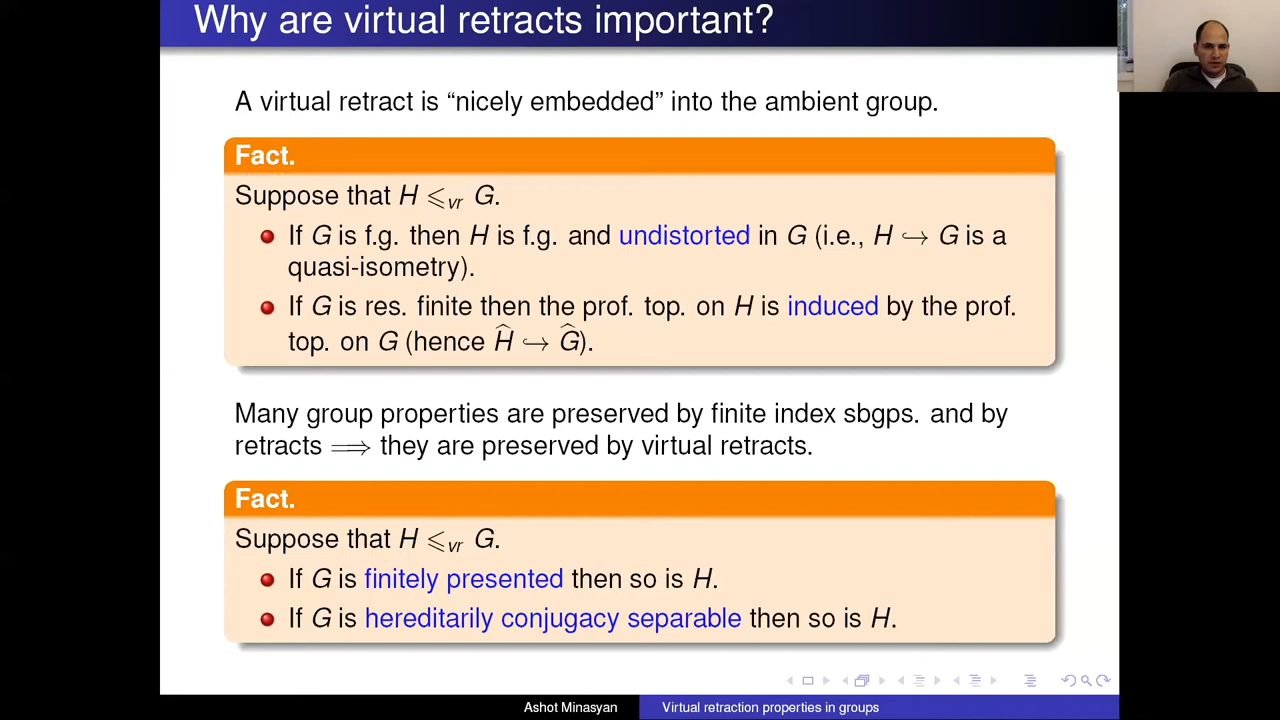 Why are virtual retracts important?
A virtual retract is “nicely embedded” into the ambient group.
Fact.
Suppose that H ⩽vr G.
If G is f.g. then H is f.g. and undistorted in G (i.e., H ↪ G is a
quasi-isometry).
If G is res. finite then the prof. top. on H is induced by the prof.
top. on G (hence Ĥ ↪ Ĝ).
Many group properties are preserved by finite index sbgps. and by
retracts ⟹ they are preserved by virtual retracts.
Fact.
Suppose that H ⩽vr G.
If G is finitely presented then so is H.
If G is hereditarily conjugacy separable then so is H.
Ashot Minasyan
Virtual retraction properties in groups